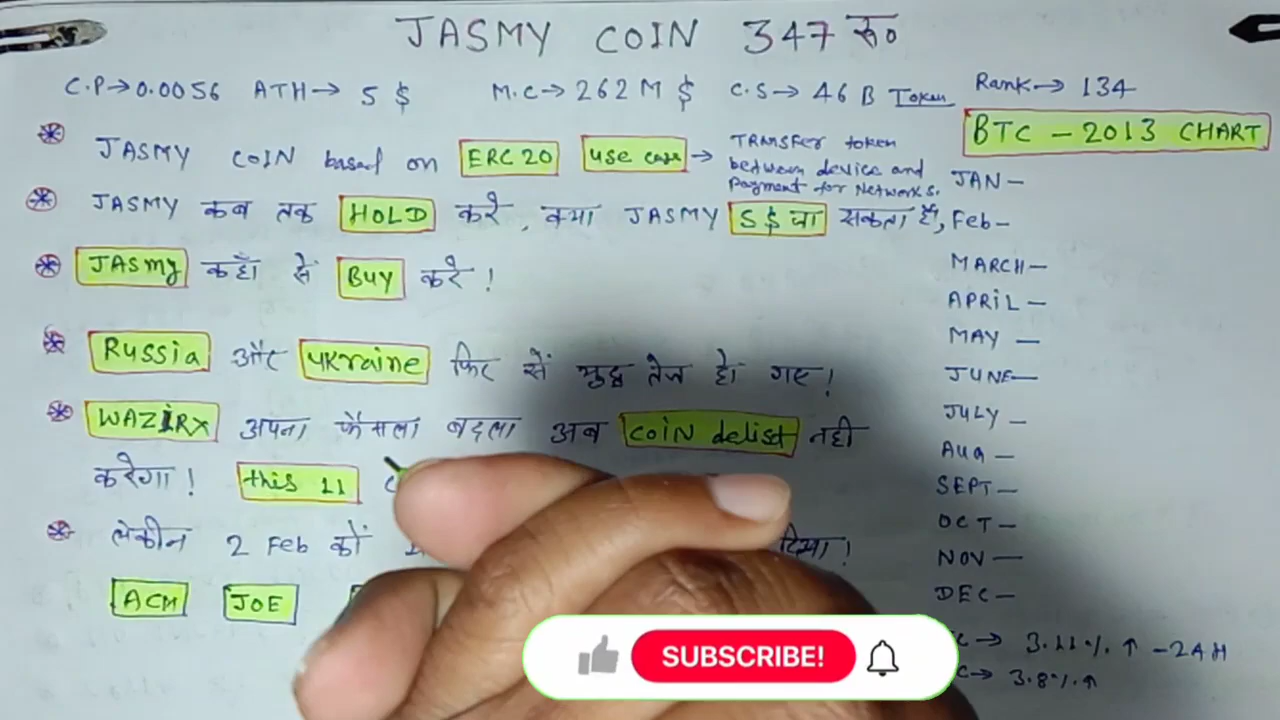 JASMY COIN 347 रू०
C.P→0.0056 ATH→ 5 $ M.C→262 M $ C.S→ 46 B Token Rank→ 134
BTC - 2013 CHART
JASMY COIN based on ERC20 use case → TRANSFer token
between device and
Payment for Networks.
JASMY कब तक HOLD करे, क्या JASMY 5 $ जा सकता है,
JASmy कहाँ से BUY करे !
Russia और ukraine फिर से युद्ध तेज हो गए!
WAZIRX अपना फैसला बदला अब coin delist नही
करेगा! this 11
लेकीन 2 Feb को
दिया!
ACM JOE
JAN-
Feb-
MARCH-
APRIL-
MAY -
JUNE-
JULY -
AUG -
SEPT-
OCT-
NOV-
DEC-
→ 3.11% ↑ -24H
C→ 3.8%↑
SUBSCRIBE!